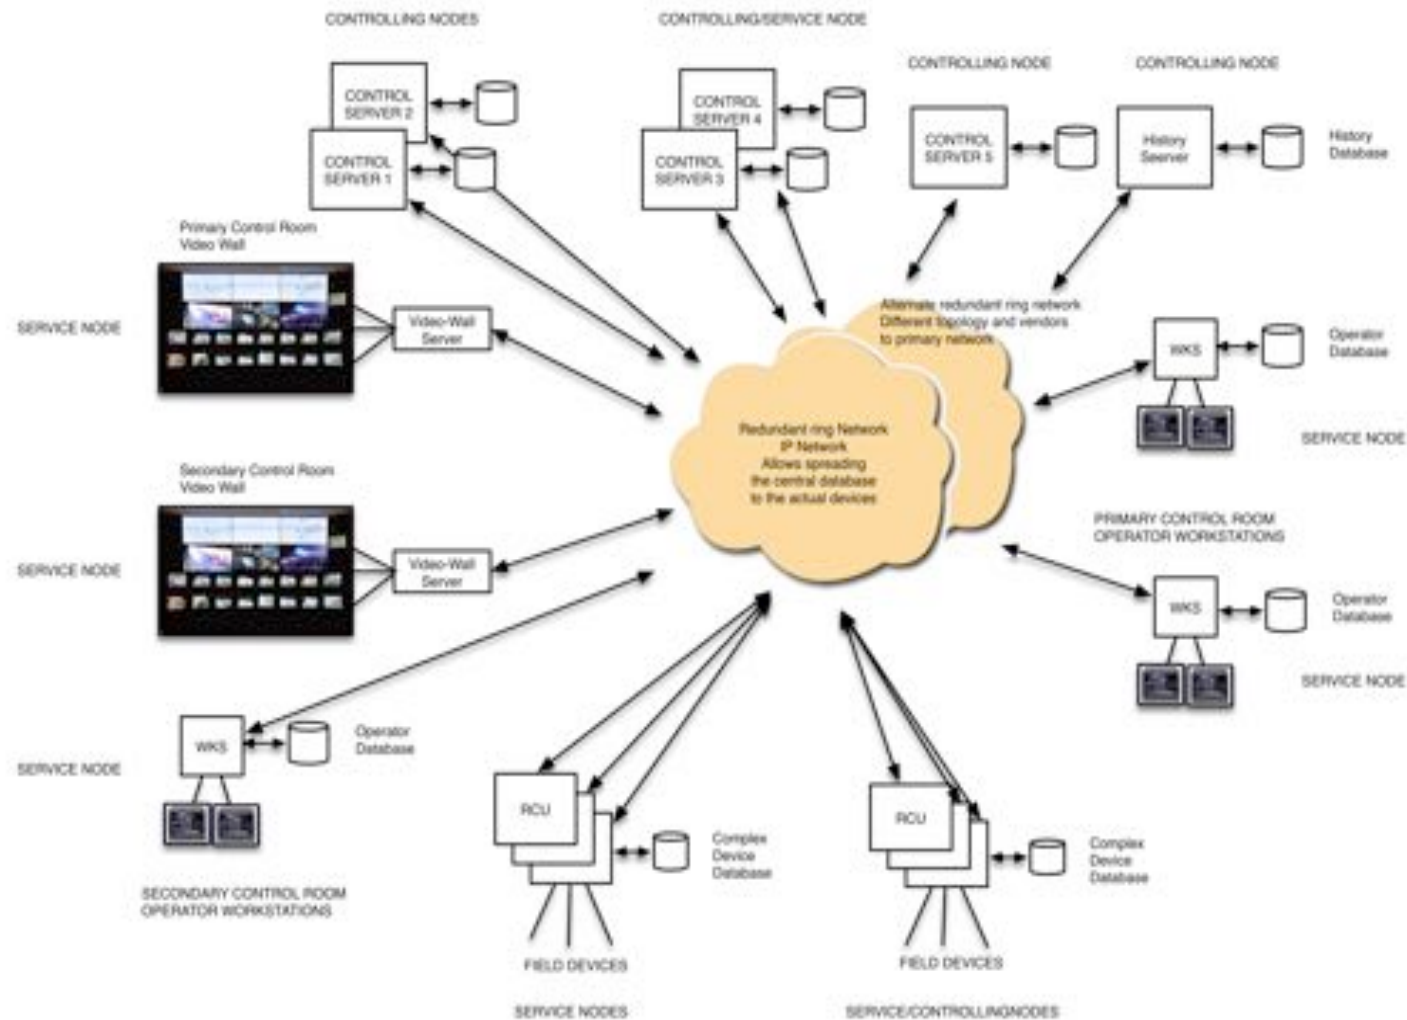 CONTROLLING NODES
CONTROLLING/SERVICE NODE
CONTROLLING NODE
CONTROLLING NODE
CONTROL
SERVER 2
CONTROL
SERVER 1
CONTROL
SERVER 4
CONTROL
SERVER 3
CONTROL
SERVER 5
History
Seerver
History
Database
Primary Control Room
Video Wall
SERVICE NODE
Video-Wall
Server
Alternate redundant ring network
Different topology and vendors
to primary network
WKS
Operator
Database
SERVICE NODE
Redundant ring Network
IP Network
Allows spreading
the central database
to the actual devices
Secondary Control Room
Video Wall
SERVICE NODE
Video-Wall
Server
PRIMARY CONTROL ROOM
OPERATOR WORKSTATIONS
WKS
Operator
Database
SERVICE NODE
WKS
Operator
Database
SERVICE NODE
SECONDARY CONTROL ROOM
OPERATOR WORKSTATIONS
RCU
Complex
Device
Database
FIELD DEVICES
SERVICE NODES
RCU
Complex
Device
Database
FIELD DEVICES
SERVICE/CONTROLLINGNODES